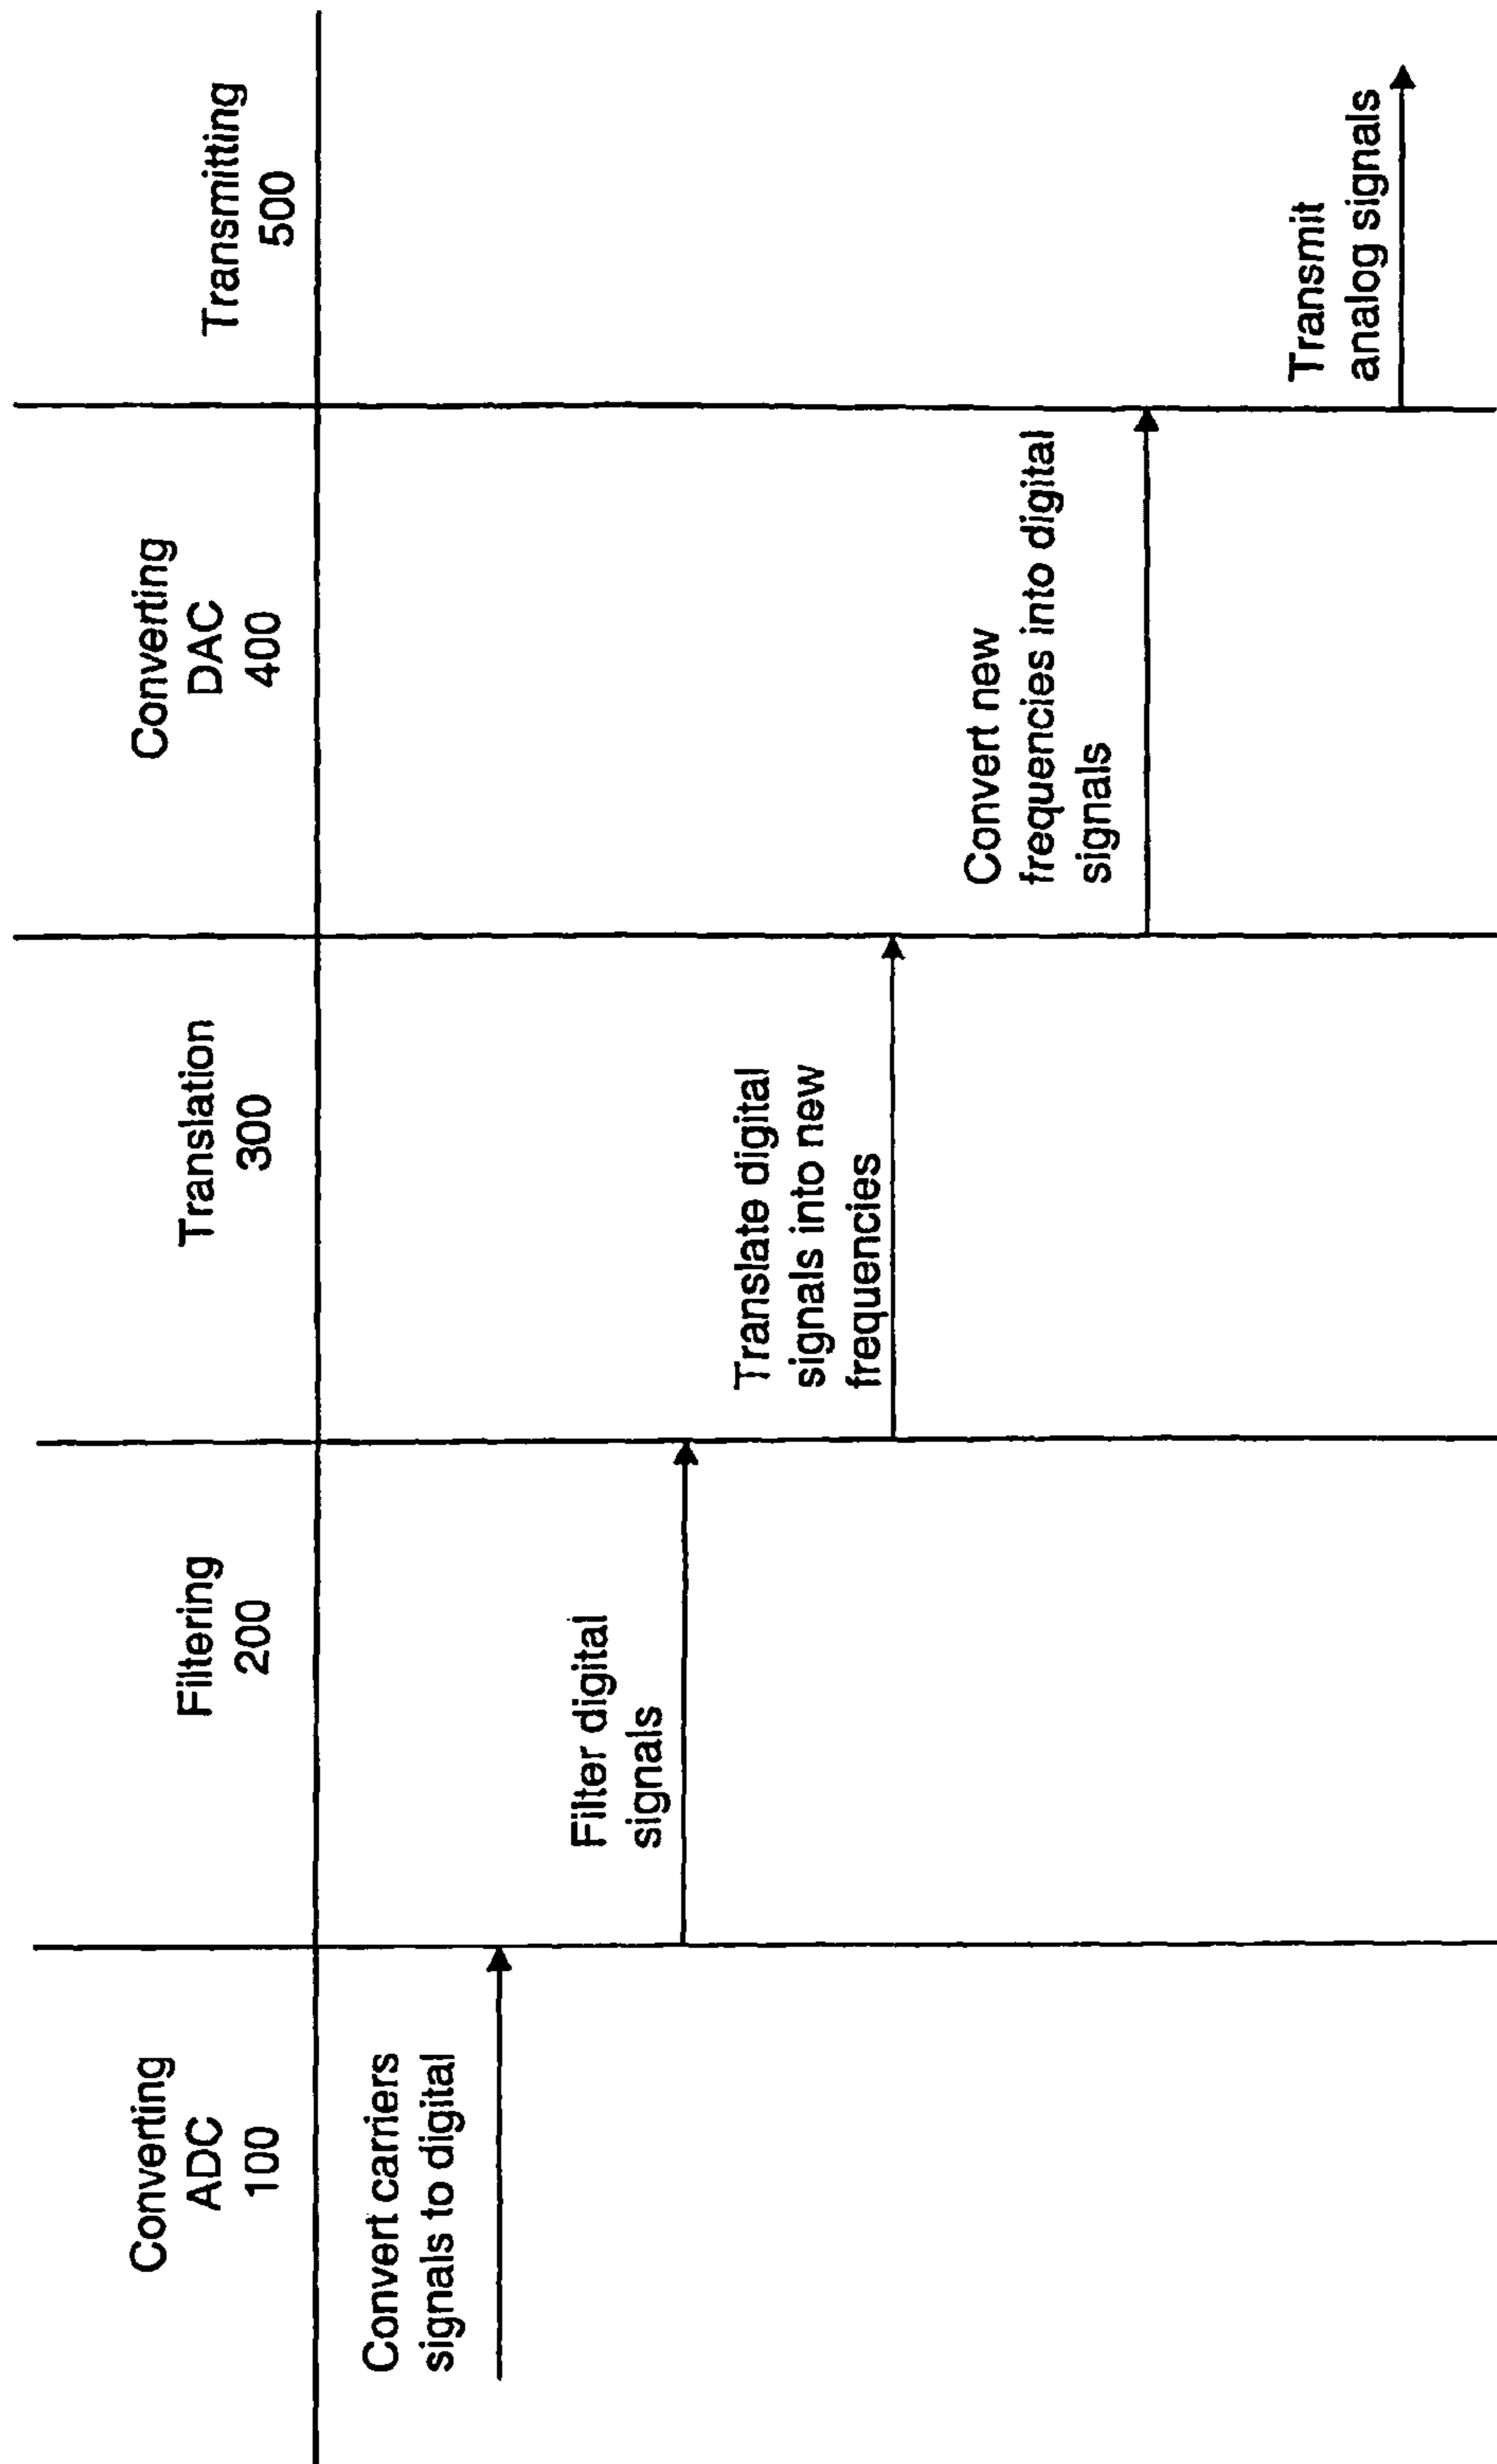 Converting
ADC
100
Filtering
200
Translation
300
Converting
DAC
400
Transmitting
500
Convert carriers
signals to digital
Filter digital
signals
Translate digital
signals into new
frequencies
Convert new
frequencies into digital
signals
Transmit
analog signals